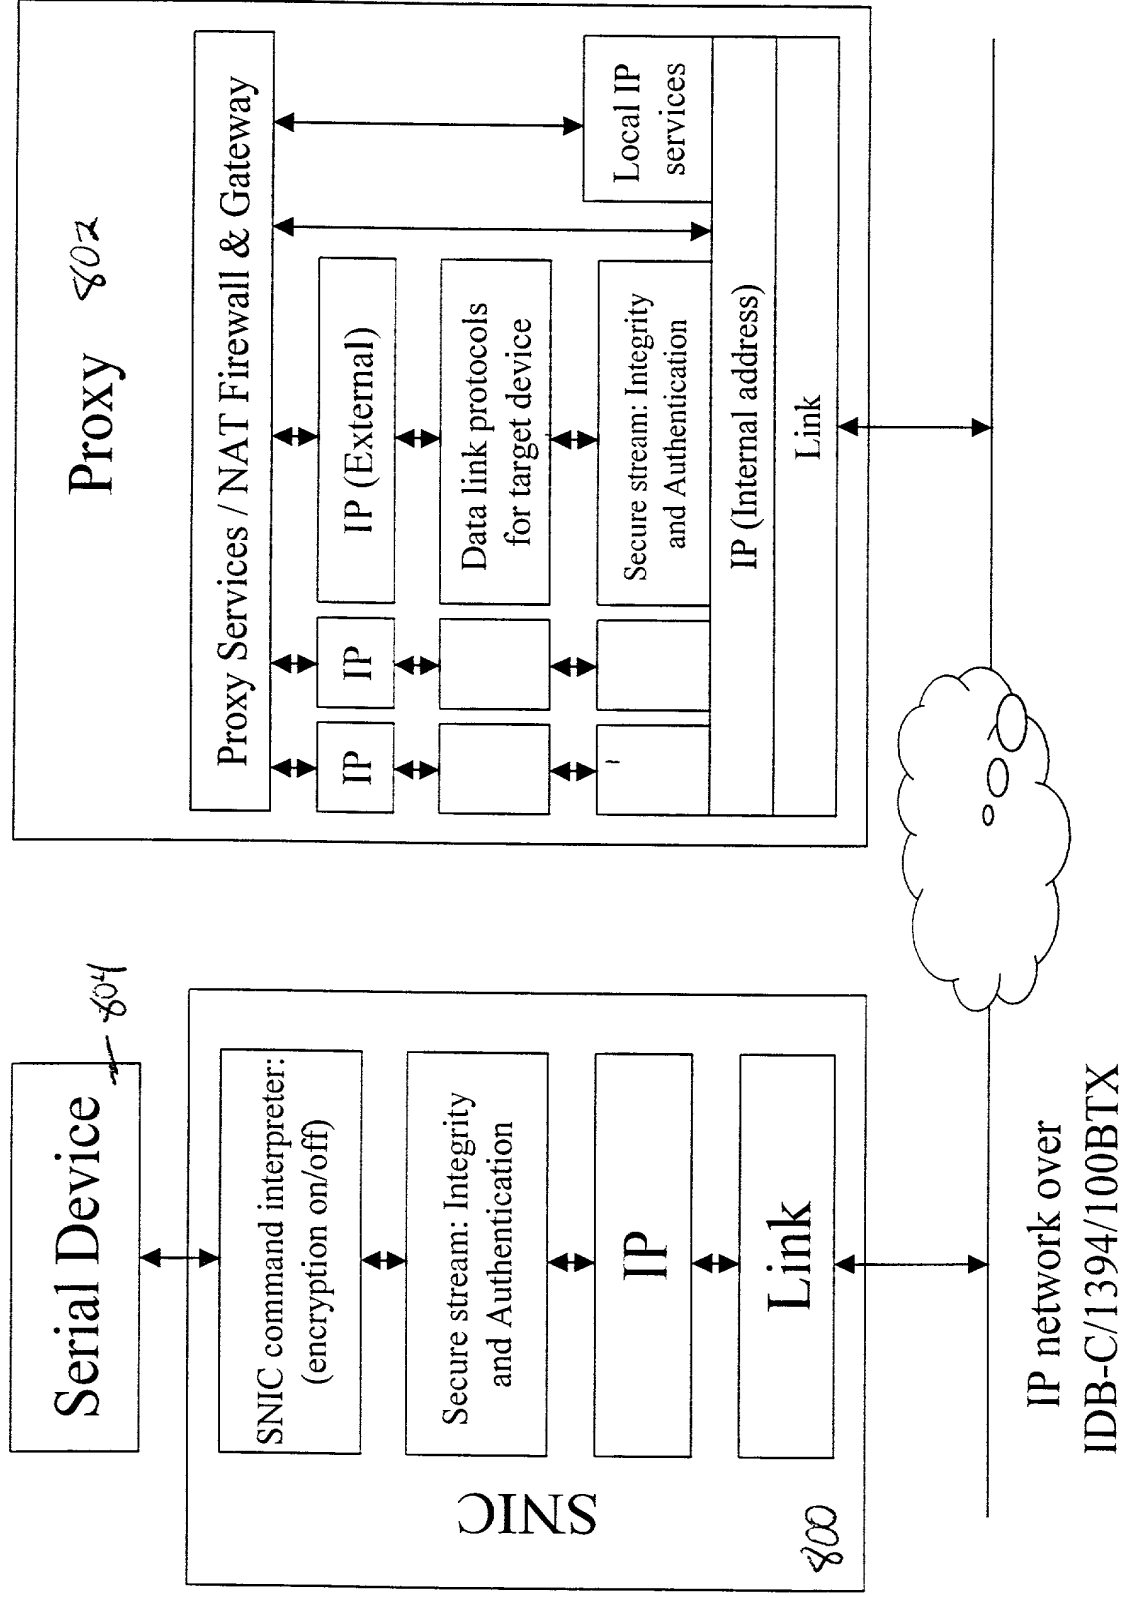 Serial Device
804
SNIC command interpreter:
(encryption on/off)
Secure stream: Integrity
and Authentication
IP
Link
SNIC
800
IP network over
IDB-C/1394/100BTX
Proxy 802
Proxy Services / NAT Firewall & Gateway
IP
IP
IP (External)
Data link protocols
for target device
Secure stream: Integrity
and Authentication
Local IP
services
IP (Internal address)
Link